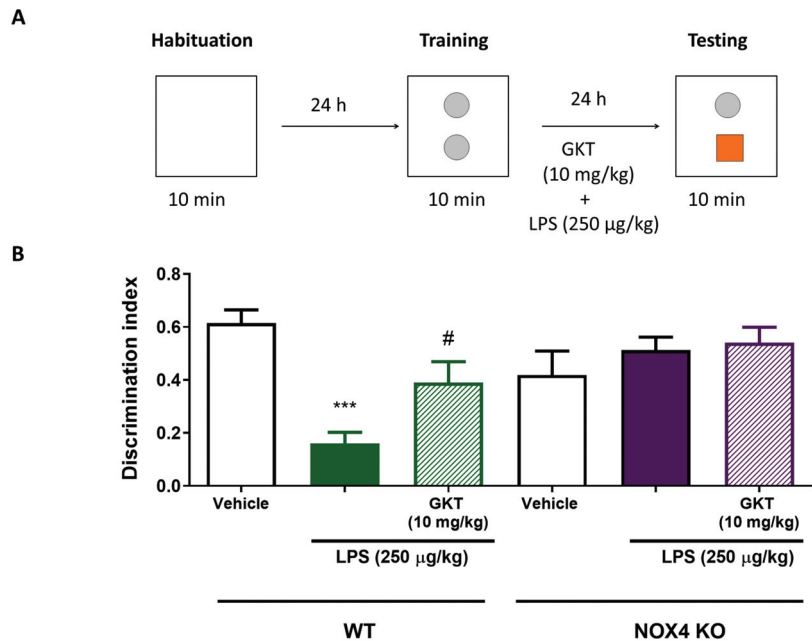 A
Habituation
Training
Testing
24 h
24 h
GKT
(10 mg/kg)
+
LPS (250 µg/kg)
10 min
10 min
10 min
B
Discrimination index
0.8
0.6
0.4
0.2
0.0
***
#
Vehicle
GKT
(10 mg/kg)
Vehicle
GKT
(10 mg/kg)
LPS (250 µg/kg)
LPS (250 µg/kg)
WT
NOX4 KO